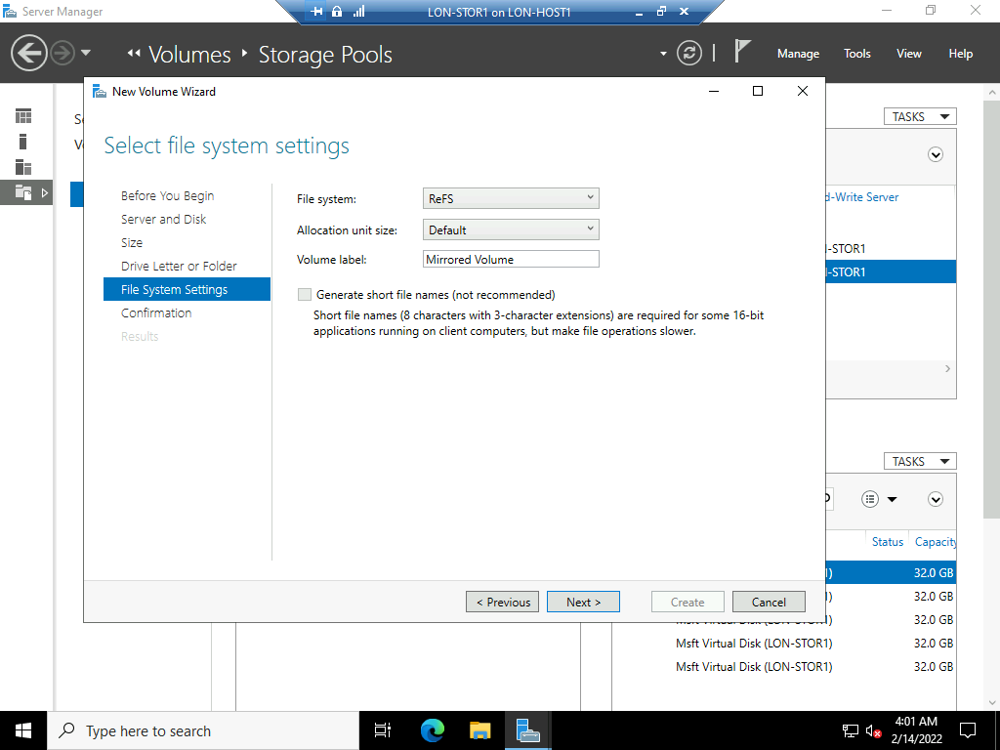 Server Manager
LON-STOR1 on LON-HOST1
Volumes
Storage Pools
Manage
Tools
View
Help
New Volume Wizard
Select file system settings
Before You Begin
Server and Disk
Size
Drive Letter or Folder
File System Settings
Confirmation
Results
File system:
ReFS
Allocation unit size:
Default
Volume label:
Mirrored Volume
Generate short file names (not recommended)
Short file names (8 characters with 3-character extensions) are required for some 16-bit
applications running on client computers, but make file operations slower.
< Previous
Next >
Create
Cancel
TASKS
d-Write Server
-STOR1
-STOR1
TASKS
Status
Capacity
1)
32.0 GB
1)
32.0 GB
Msft Virtual Disk (LON-STOR1)
32.0 GB
Msft Virtual Disk (LON-STOR1)
32.0 GB
Msft Virtual Disk (LON-STOR1)
32.0 GB
Type here to search
4:01 AM
2/14/2022